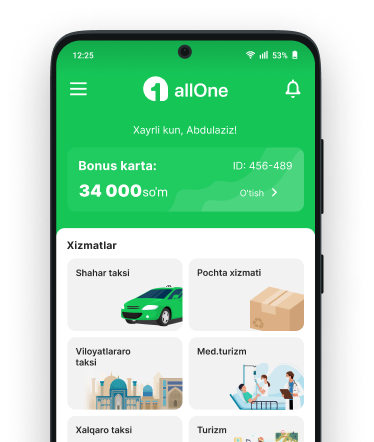 12:25
53%
allOne
Xayrli kun, Abdulaziz!
Bonus karta:
ID: 456-489
34 000 so'm
O'tish
Xizmatlar
Shahar taksi
Pochta xizmati
Viloyatlararo
taksi
Med.turizm
Xalqaro taksi
Turizm